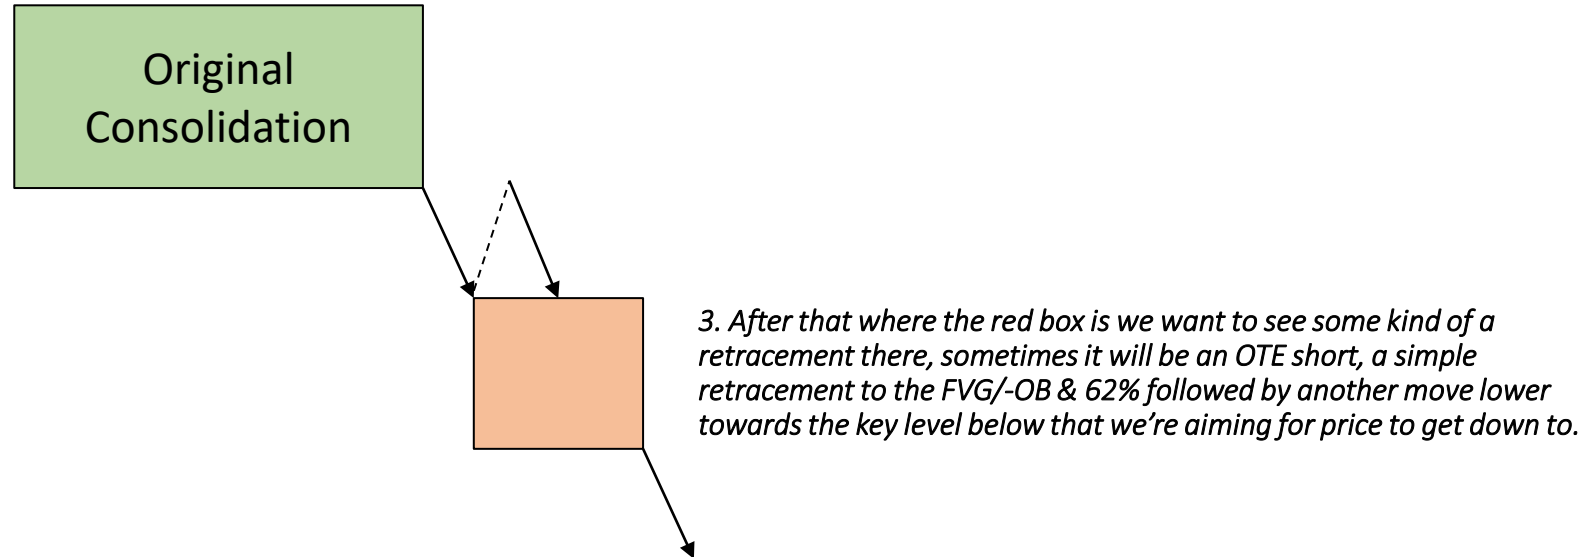 Original
Consolidation
3. After that where the red box is we want to see some kind of a
retracement there, sometimes it will be an OTE short, a simple
retracement to the FVG/-OB & 62% followed by another move lower
towards the key level below that we’re aiming for price to get down to.